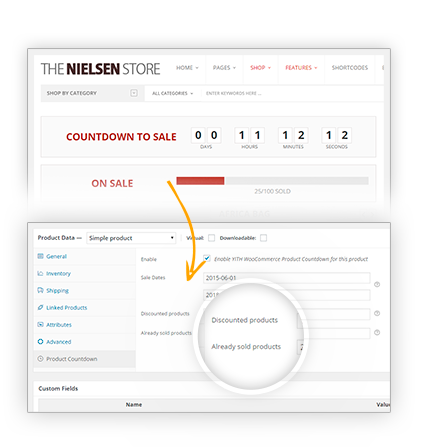 THE NIELSEN STORE HOME PAGES SHOP FEATURES SHORTCODES
SHOP BY CATEGORY ALL CATEGORIES ENTER KEYWORDS HERE ...
COUNTDOWN TO SALE 0 0 1 1 1 2 1 2
DAYS HOURS MINUTES SECONDS
ON SALE
25/100 SOLD
Product Data — Simple product Virtual: Downloadable:
General
Inventory
Shipping
Linked Products
Attributes
Advanced
Product Countdown
Enable Enable YITH WooCommerce Product Countdown for this product
Sale Dates 2015-06-01
Discounted products
Already sold products
Discounted products
Already sold products
Custom Fields
Name